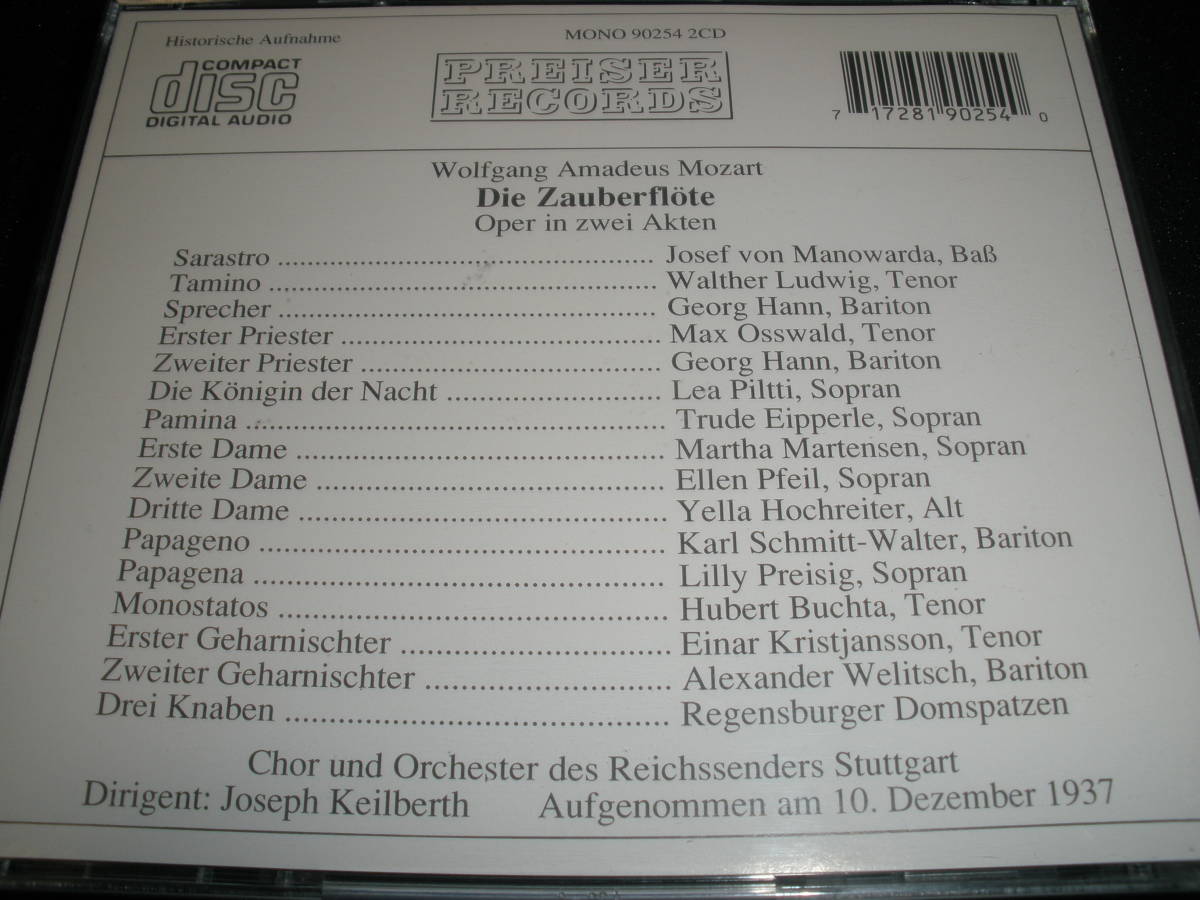 Historische Aufnahme
MONO 90254 2CD
COMPACT
disc
DIGITAL AUDIO
PREISER
RECORDS
7 17281 90254 0
Wolfgang Amadeus Mozart
Die Zauberflöte
Oper in zwei Akten
Sarastro ............................................. Josef von Manowarda, Baß
Tamino ............................................... Walther Ludwig, Tenor
Sprecher ............................................. Georg Hann, Bariton
Erster Priester ...................................... Max Osswald, Tenor
Zweiter Priester .................................... Georg Hann, Bariton
Die Königin der Nacht .......................... Lea Piltti, Sopran
Pamina .................................................. Trude Eipperle, Sopran
Erste Dame ............................................ Martha Martensen, Sopran
Zweite Dame .......................................... Ellen Pfeil, Sopran
Dritte Dame ............................................ Yella Hochreiter, Alt
Papageno ................................................. Karl Schmitt-Walter, Bariton
Papagena ................................................. Lilly Preisig, Sopran
Monostatos .............................................. Hubert Buchta, Tenor
Erster Geharnischter ................................ Einar Kristjansson, Tenor
Zweiter Geharnischter .............................. Alexander Welitsch, Bariton
Drei Knaben .............................................. Regensburger Domspatzen
Chor und Orchester des Reichssenders Stuttgart
Dirigent: Joseph Keilberth Aufgenommen am 10. Dezember 1937